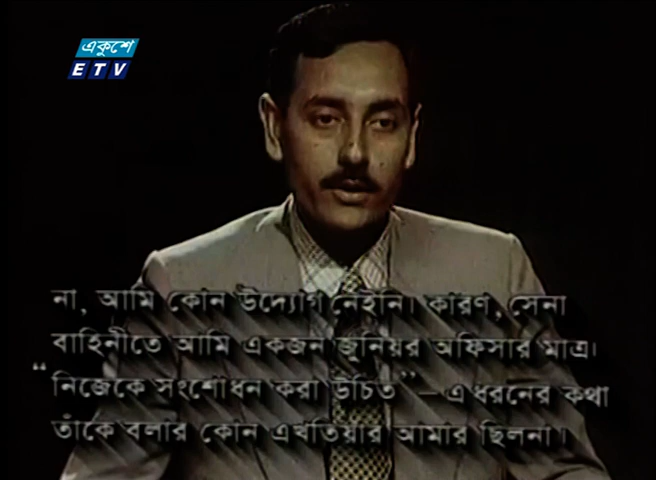 একুশে
ETV
না, আমি কোন উদ্যোগ নেইনি। কারণ, সেনা
বাহিনীতে আমি একজন জুনিয়র অফিসার মাত্র।
“নিজেকে সংশোধন করা উচিত”— এ ধরনের কথা
তাঁকে বলার কোন এখতিয়ার আমার ছিলনা।